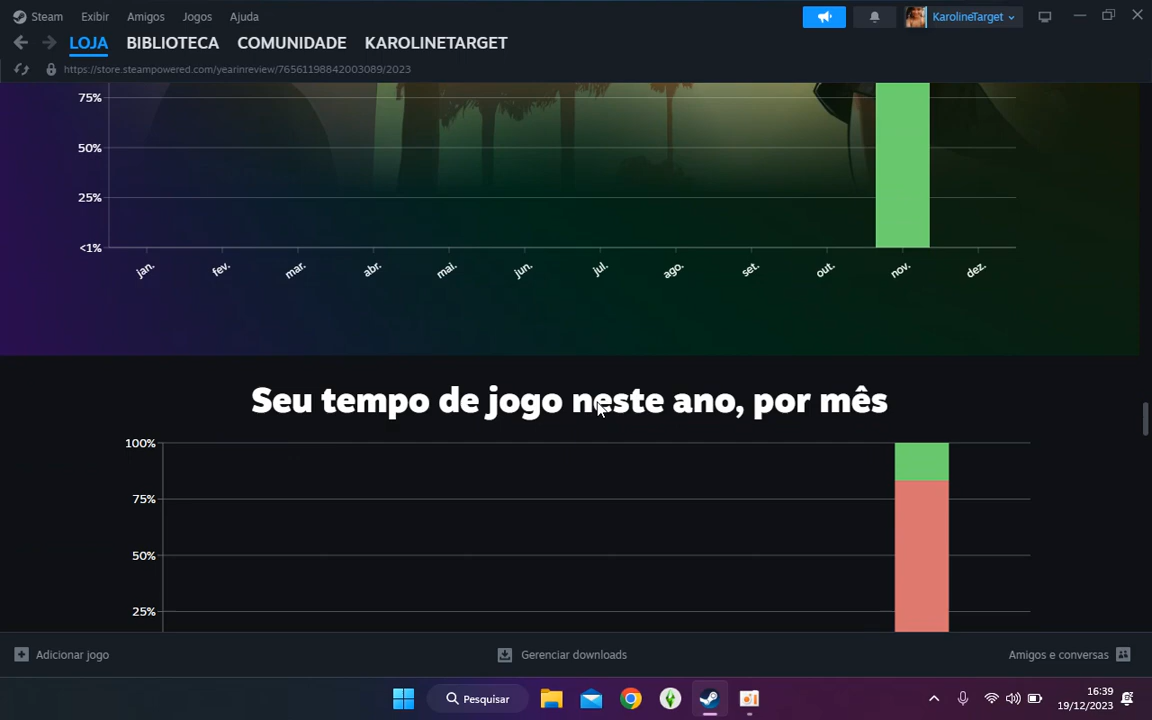 Steam Exibir Amigos Jogos Ajuda KarolineTarget
LOJA BIBLIOTECA COMUNIDADE KAROLINETARGET
https://store.steampowered.com/yearinreview/76561198842003089/2023
75%
50%
25%
<1%
jan. fev. mar. abr. mai. jun. jul. ago. set. out. nov. dez.
Seu tempo de jogo neste ano, por mês
100%
75%
50%
25%
Adicionar jogo Gerenciar downloads Amigos e conversas
Pesquisar 16:39
19/12/2023